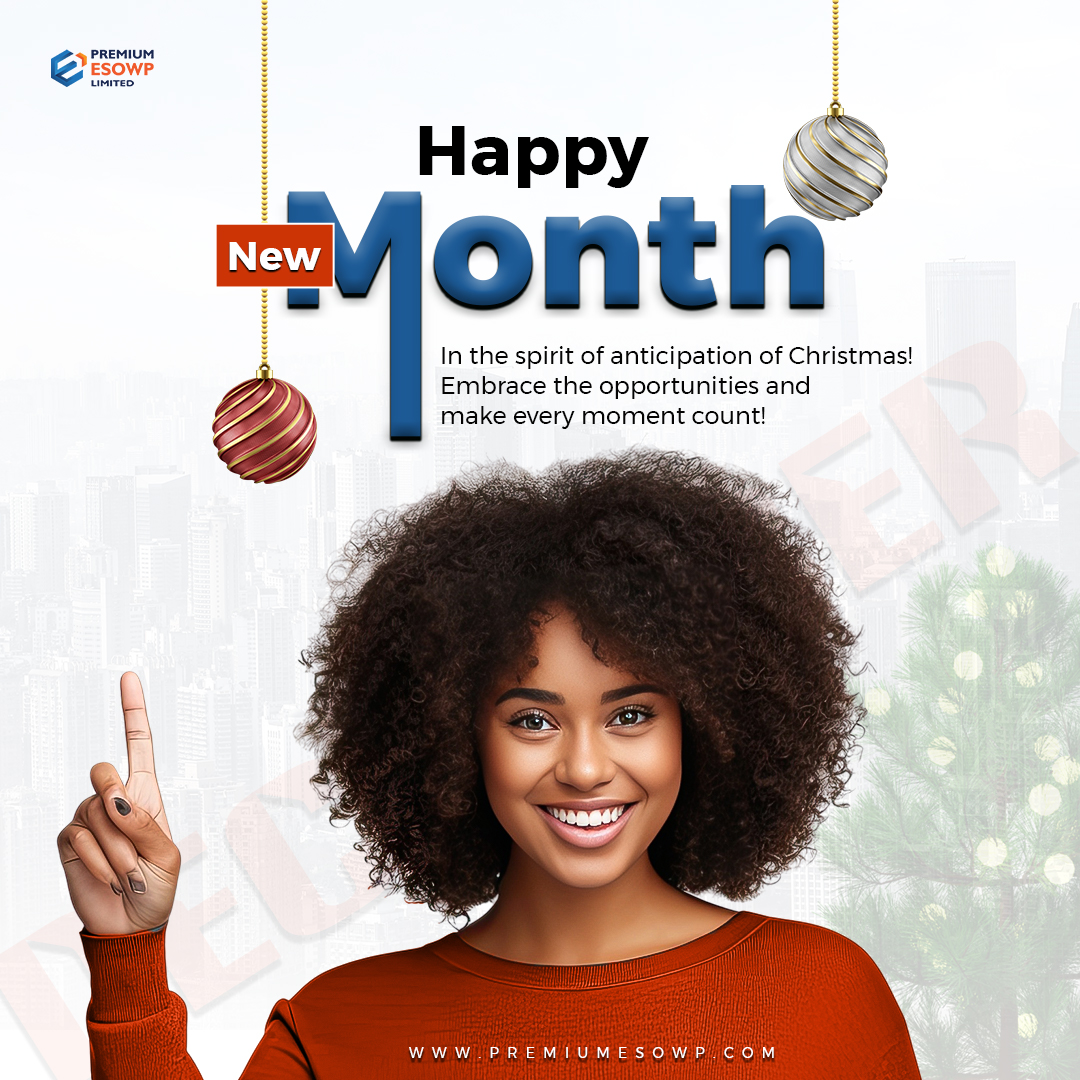 PREMIUM
ESOWP
LIMITED
Happy
New
Month
In the spirit of anticipation of Christmas!
Embrace the opportunities and
make every moment count!
WWW.PREMIUMESOWP.COM